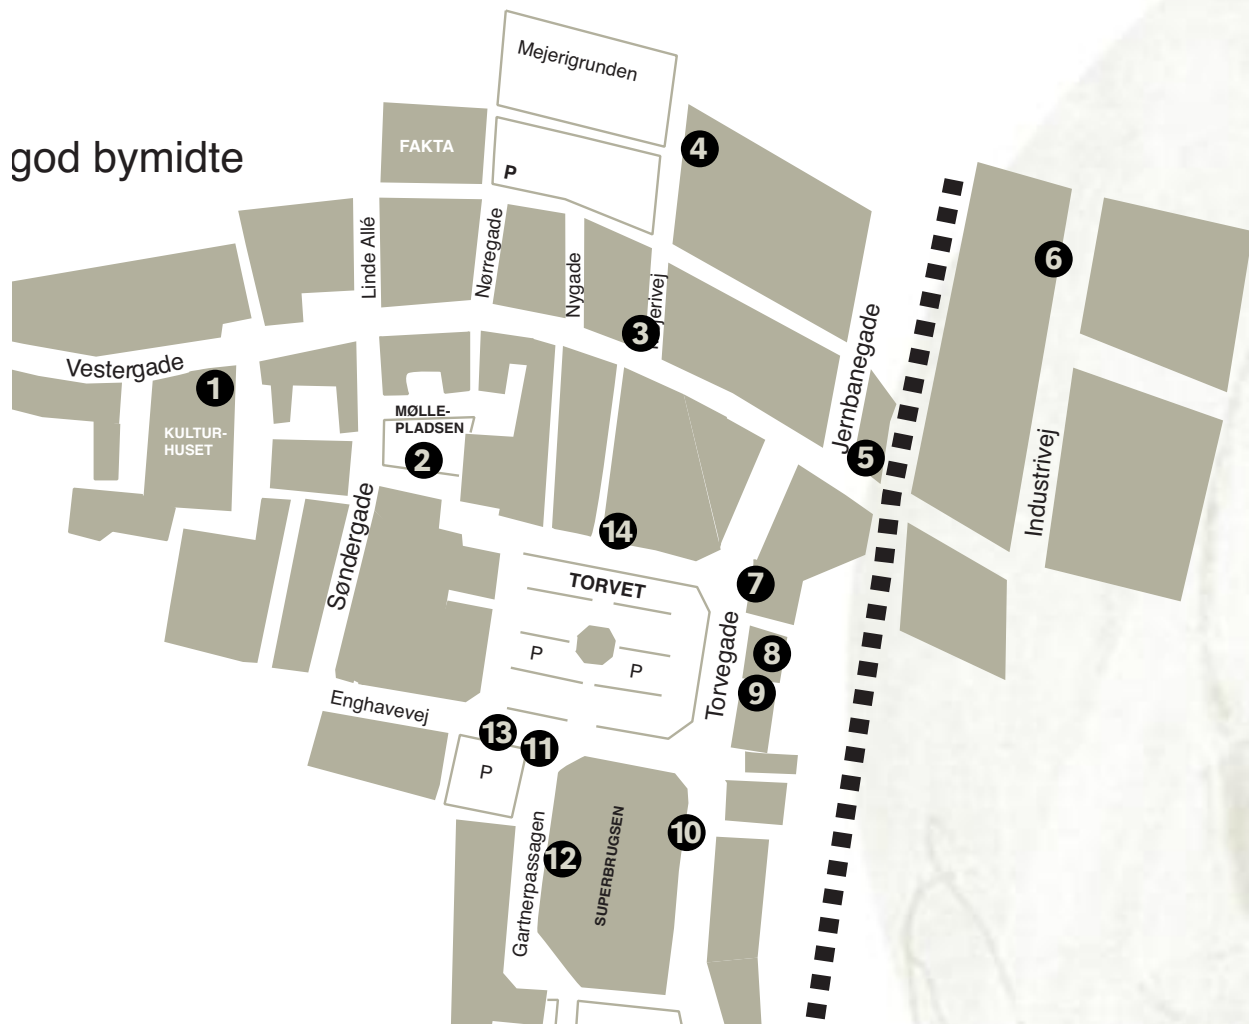 Mejerigrunden
FAKTA
4
god bymidte
P
Linde Allé
Nørregade
Nygade
6
3
Jernbanegade
Vestergade
1
MØLLE-
PLADSEN
KULTUR-
HUSET
2
5
Industrivej
Søndergade
14
TORVET
7
P
P
8
Torvegade
9
Enghavevej
13
11
P
10
12
SUPERBRUGSEN
Gartnerpassagen